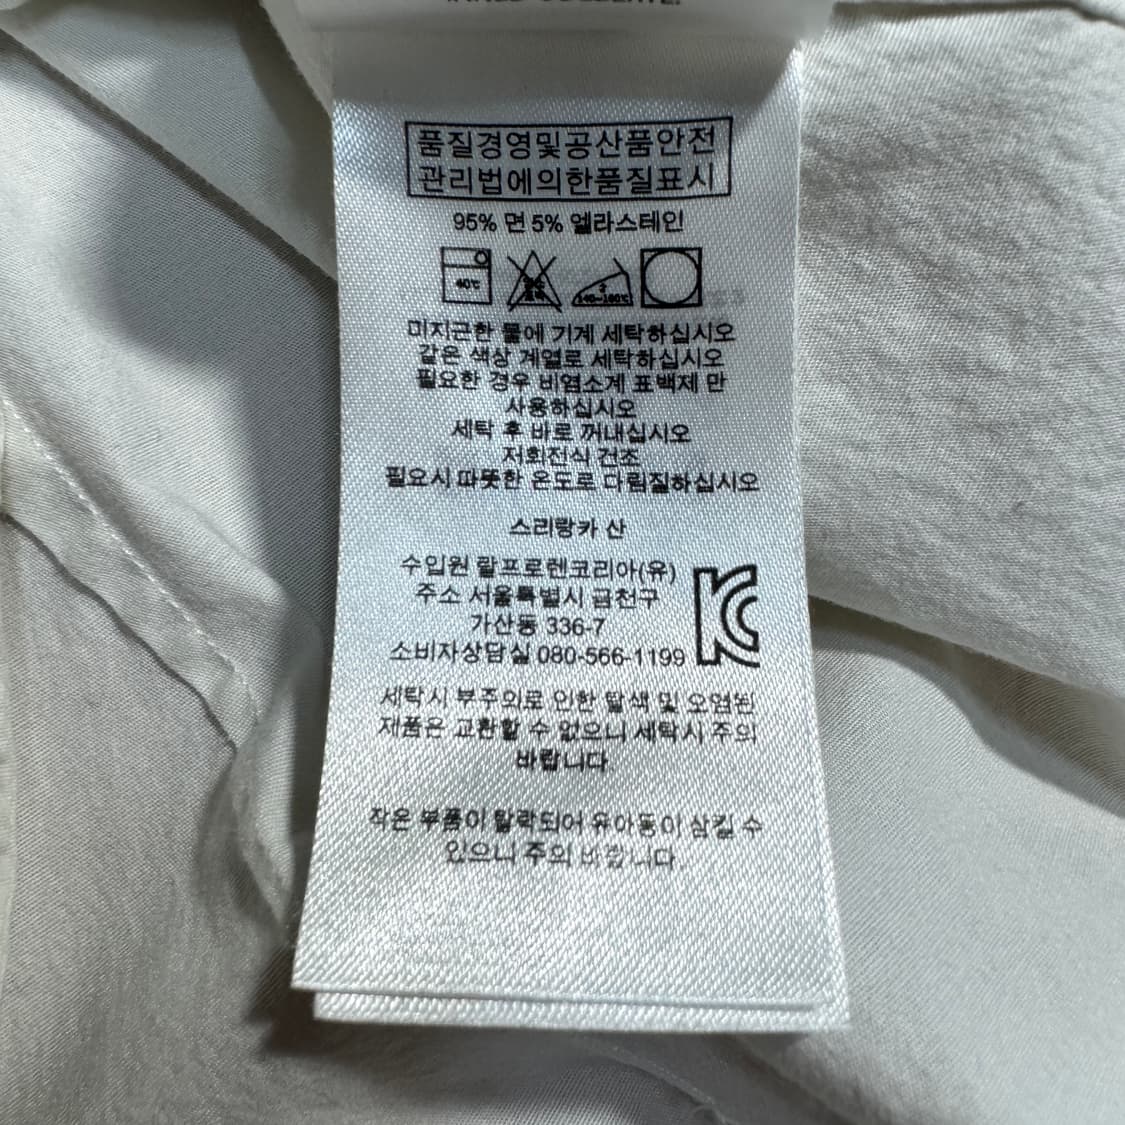 품질경영및공산품안전
관리법에의한품질표시
95% 면 5% 엘라스테인
40℃
2
140~160℃
미지근한 물에 기계 세탁하십시오
같은 색상 계열로 세탁하십시오
필요한 경우 비염소계 표백제 만
사용하십시오
세탁 후 바로 꺼내십시오
저회전식 건조
필요시 따뜻한 온도로 다림질하십시오
스리랑카 산
수입원 랄프로렌코리아(유)
주소 서울특별시 금천구
가산동 336-7
소비자상담실 080-566-1199
KC
세탁시 부주의로 인한 탈색 및 오염된
제품은 교환할 수 없으니 세탁시 주의
바랍니다
작은 부품이 탈락되어 유아동이 삼킬 수
있으니 주의 바랍니다